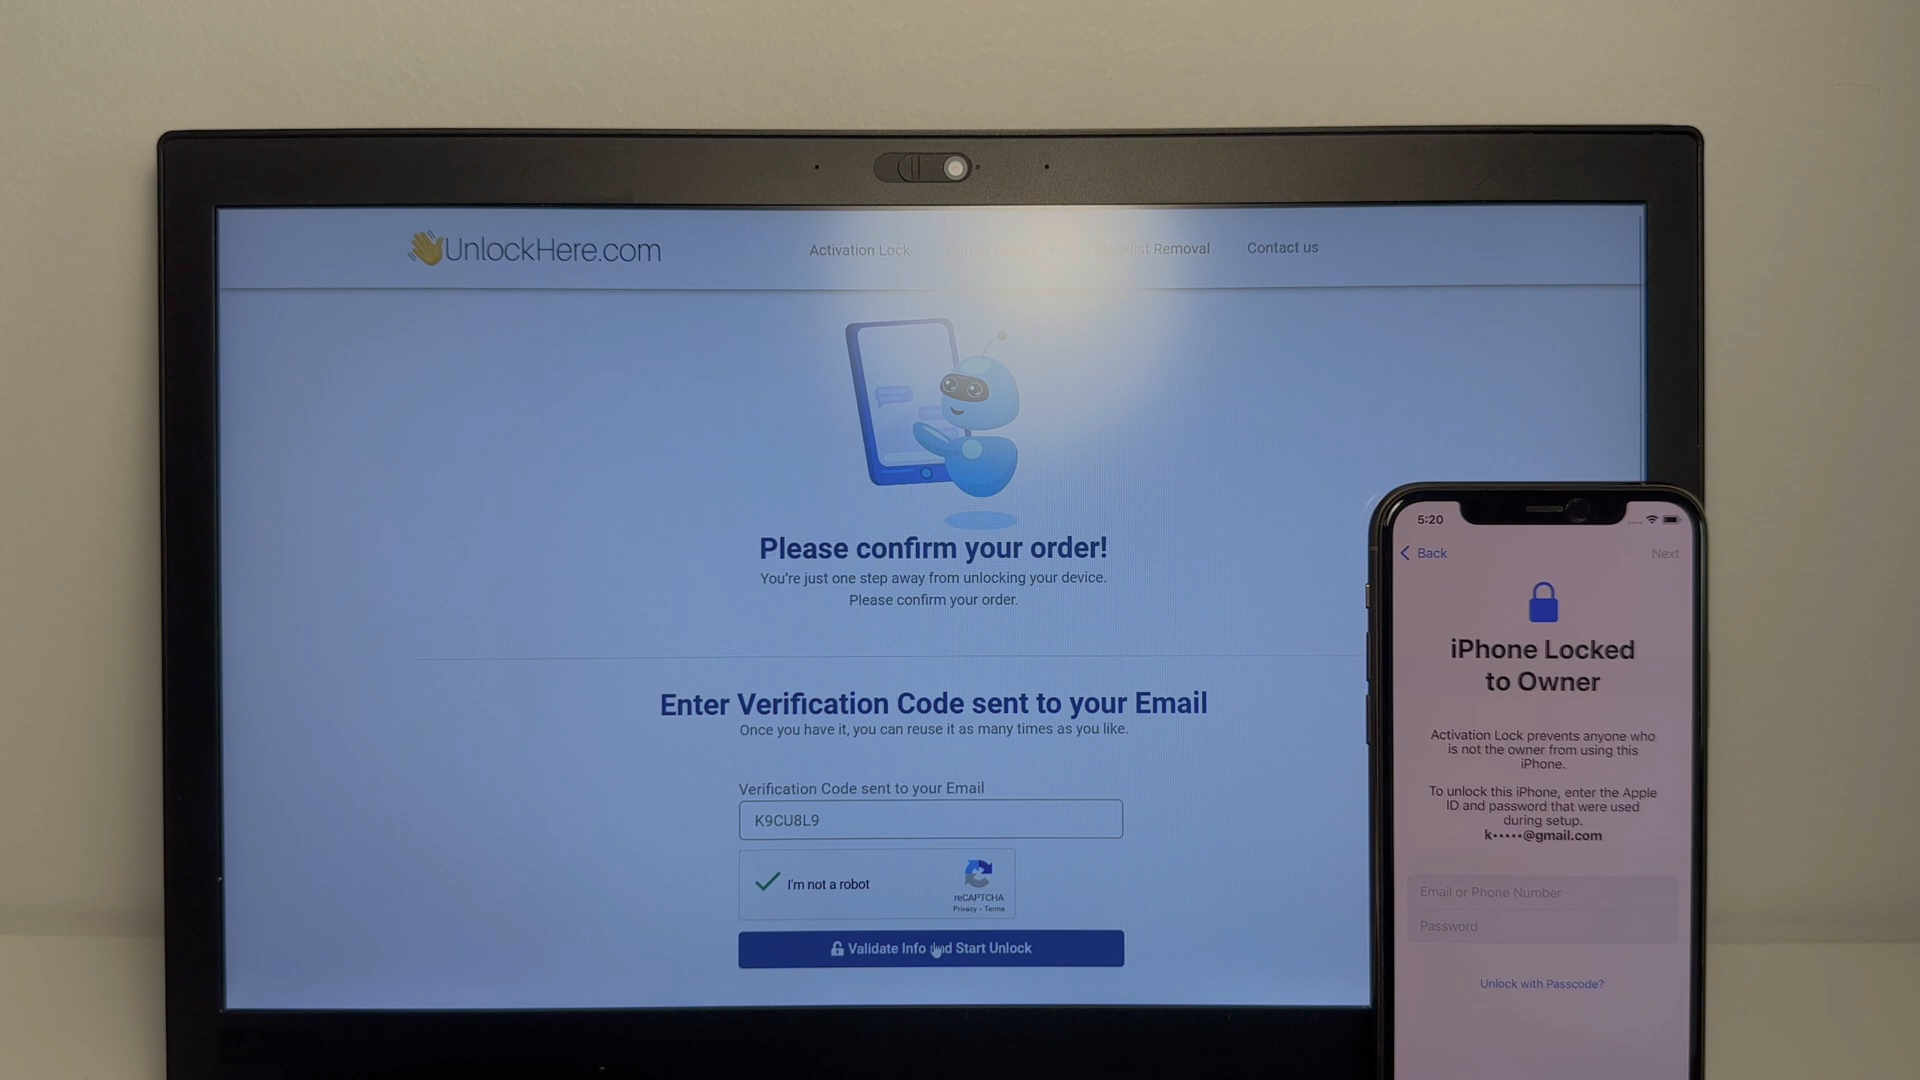 UnlockHere.com
Activation Lock
Carrier Unlock
Blacklist Removal
Contact us
Please confirm your order!
You're just one step away from unlocking your device.
Please confirm your order.
Enter Verification Code sent to your Email
Once you have it, you can reuse it as many times as you like.
Verification Code sent to your Email
K9CU8L9
I'm not a robot
reCAPTCHA
Privacy - Terms
Validate Info and Start Unlock
5:20
Back
Next
iPhone Locked
to Owner
Activation Lock prevents anyone who
is not the owner from using this
iPhone.
To unlock this iPhone, enter the Apple
ID and password that were used
during setup.
k•••••@gmail.com
Email or Phone Number
Password
Unlock with Passcode?